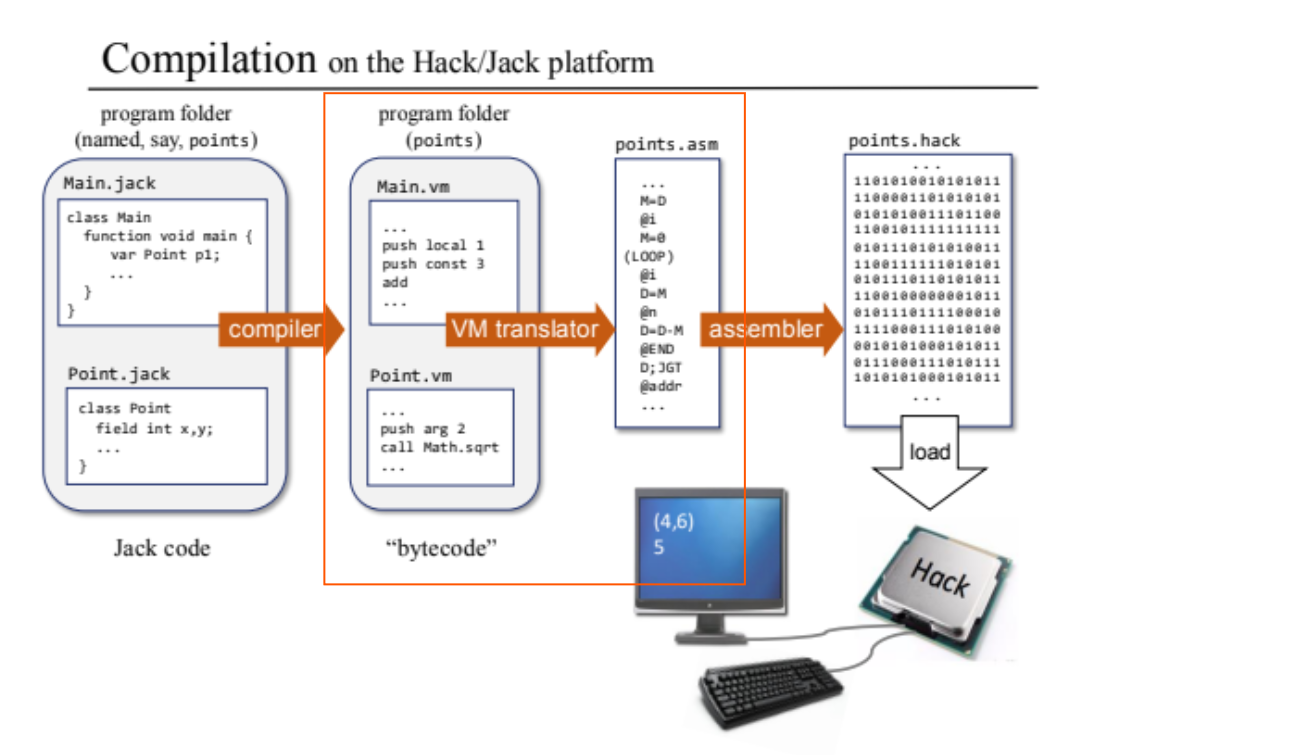 Compilation on the Hack/Jack platform
program folder
(named, say, points)
Main.jack
class Main
function void main {
var Point p1;
...
}
}
Point.jack
class Point
field int x,y;
...
}
Jack code
compiler
program folder
(points)
Main.vm
...
push local 1
push const 3
add
...
Point.vm
...
push arg 2
call Math.sqrt
...
“bytecode”
VM translator
points.asm
...
M=D
@i
M=0
(LOOP)
@i
D=M
@n
D=D-M
@END
D;JGT
@addr
...
assembler
points.hack
...
1101010010101011
1100001101010101
0101010011101100
1100101111111111
0101110101010011
1100111111010101
0101110110101011
1100100000001011
0101110111100010
1111000111010100
0010101000101011
0111000111010111
1010101000101011
...
load
(4,6)
5
Hack